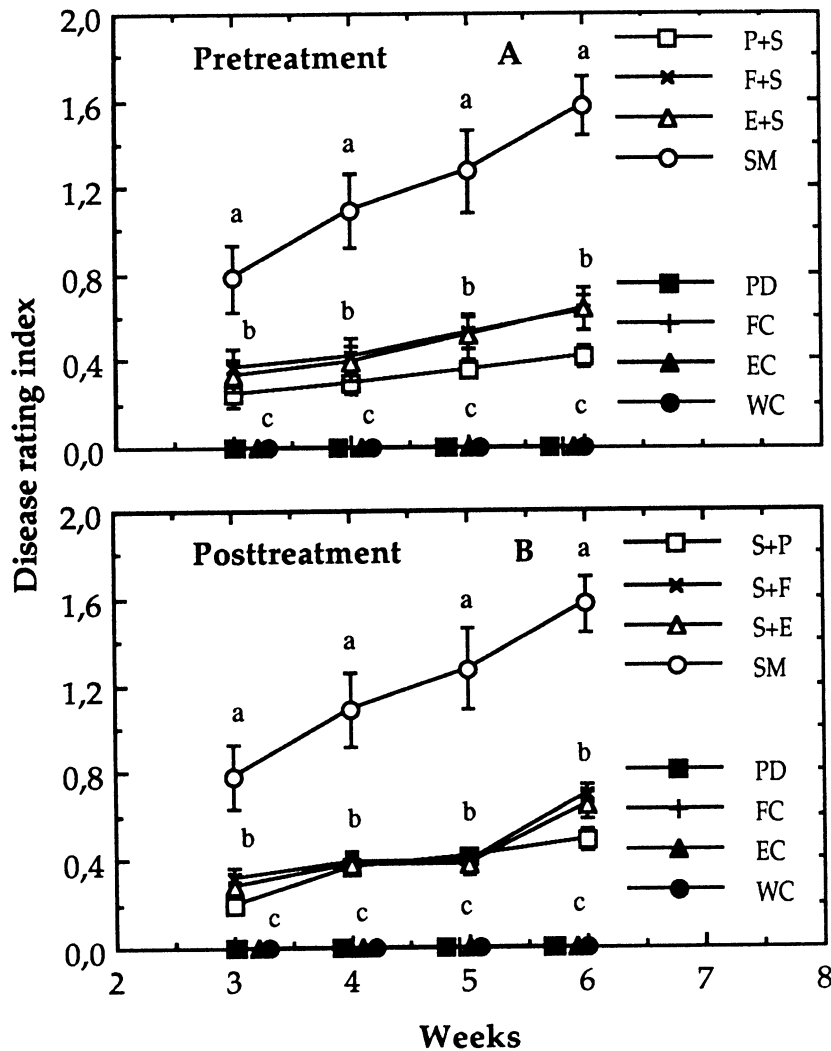 Disease rating index
2,0
1,6
1,2
0,8
0,4
0,0
Pretreatment A
a
a
a
a
b
b
b
b
c
c
c
c
P+S
F+S
E+S
SM
PD
FC
EC
WC
2,0
1,6
1,2
0,8
0,4
0,0
Posttreatment B
a
a
a
a
b
b
b
b
c
c
c
c
S+P
S+F
S+E
SM
PD
FC
EC
WC
2 3 4 5 6 7 8
Weeks